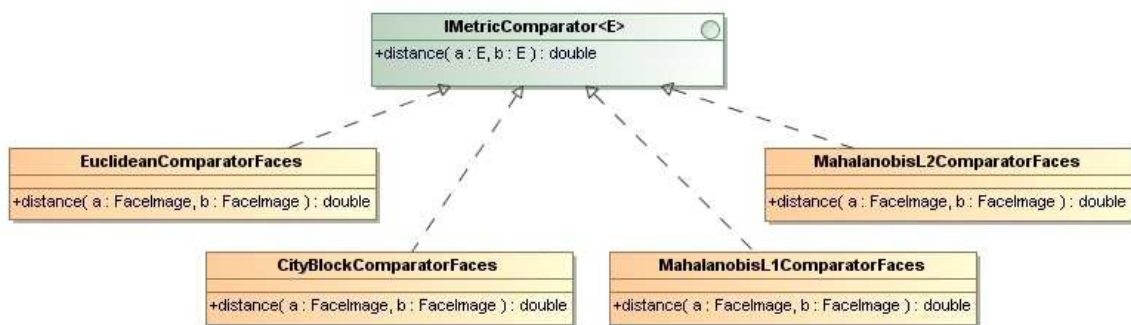 IMetricComparator<E>
+distance( a : E, b : E ) : double
EuclideanComparatorFaces
+distance( a : FaceImage, b : FaceImage ) : double
MahalanobisL2ComparatorFaces
+distance( a : FaceImage, b : FaceImage ) : double
CityBlockComparatorFaces
+distance( a : FaceImage, b : FaceImage ) : double
MahalanobisL1ComparatorFaces
+distance( a : FaceImage, b : FaceImage ) : double